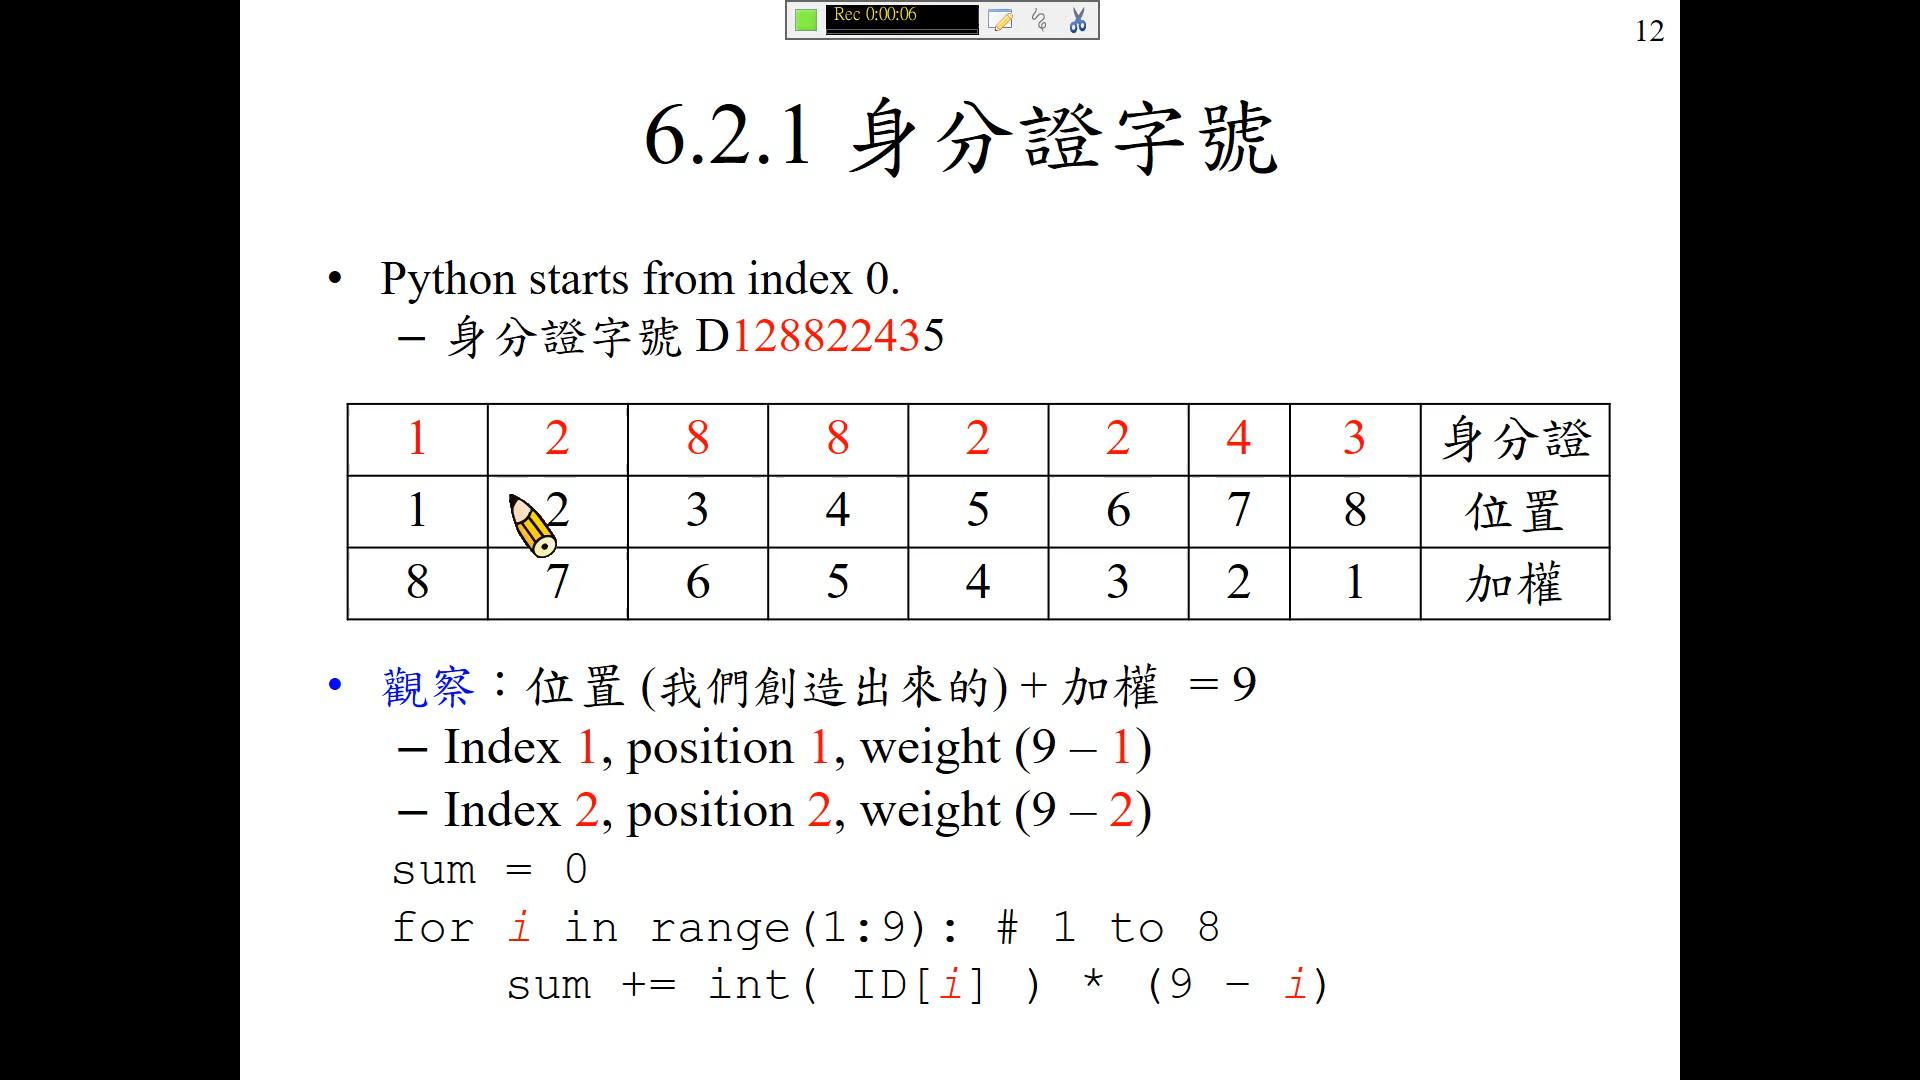 Rec 0:00:06
12
6.2.1 身分證字號
• Python starts from index 0.
– 身分證字號 D128822435
1 2 8 8 2 2 4 3 身分證
1 2 3 4 5 6 7 8 位置
8 7 6 5 4 3 2 1 加權
• 觀察：位置 (我們創造出來的) + 加權 = 9
– Index 1, position 1, weight (9 – 1)
– Index 2, position 2, weight (9 – 2)
sum = 0
for i in range(1:9): # 1 to 8
sum += int( ID[i] ) * (9 - i)